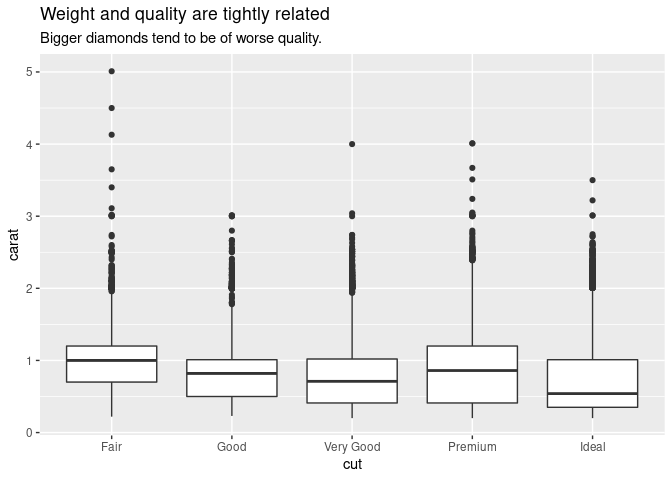 Weight and quality are tightly related
Bigger diamonds tend to be of worse quality.
5
4
3
2
1
0
carat
Fair Good Very Good Premium Ideal
cut